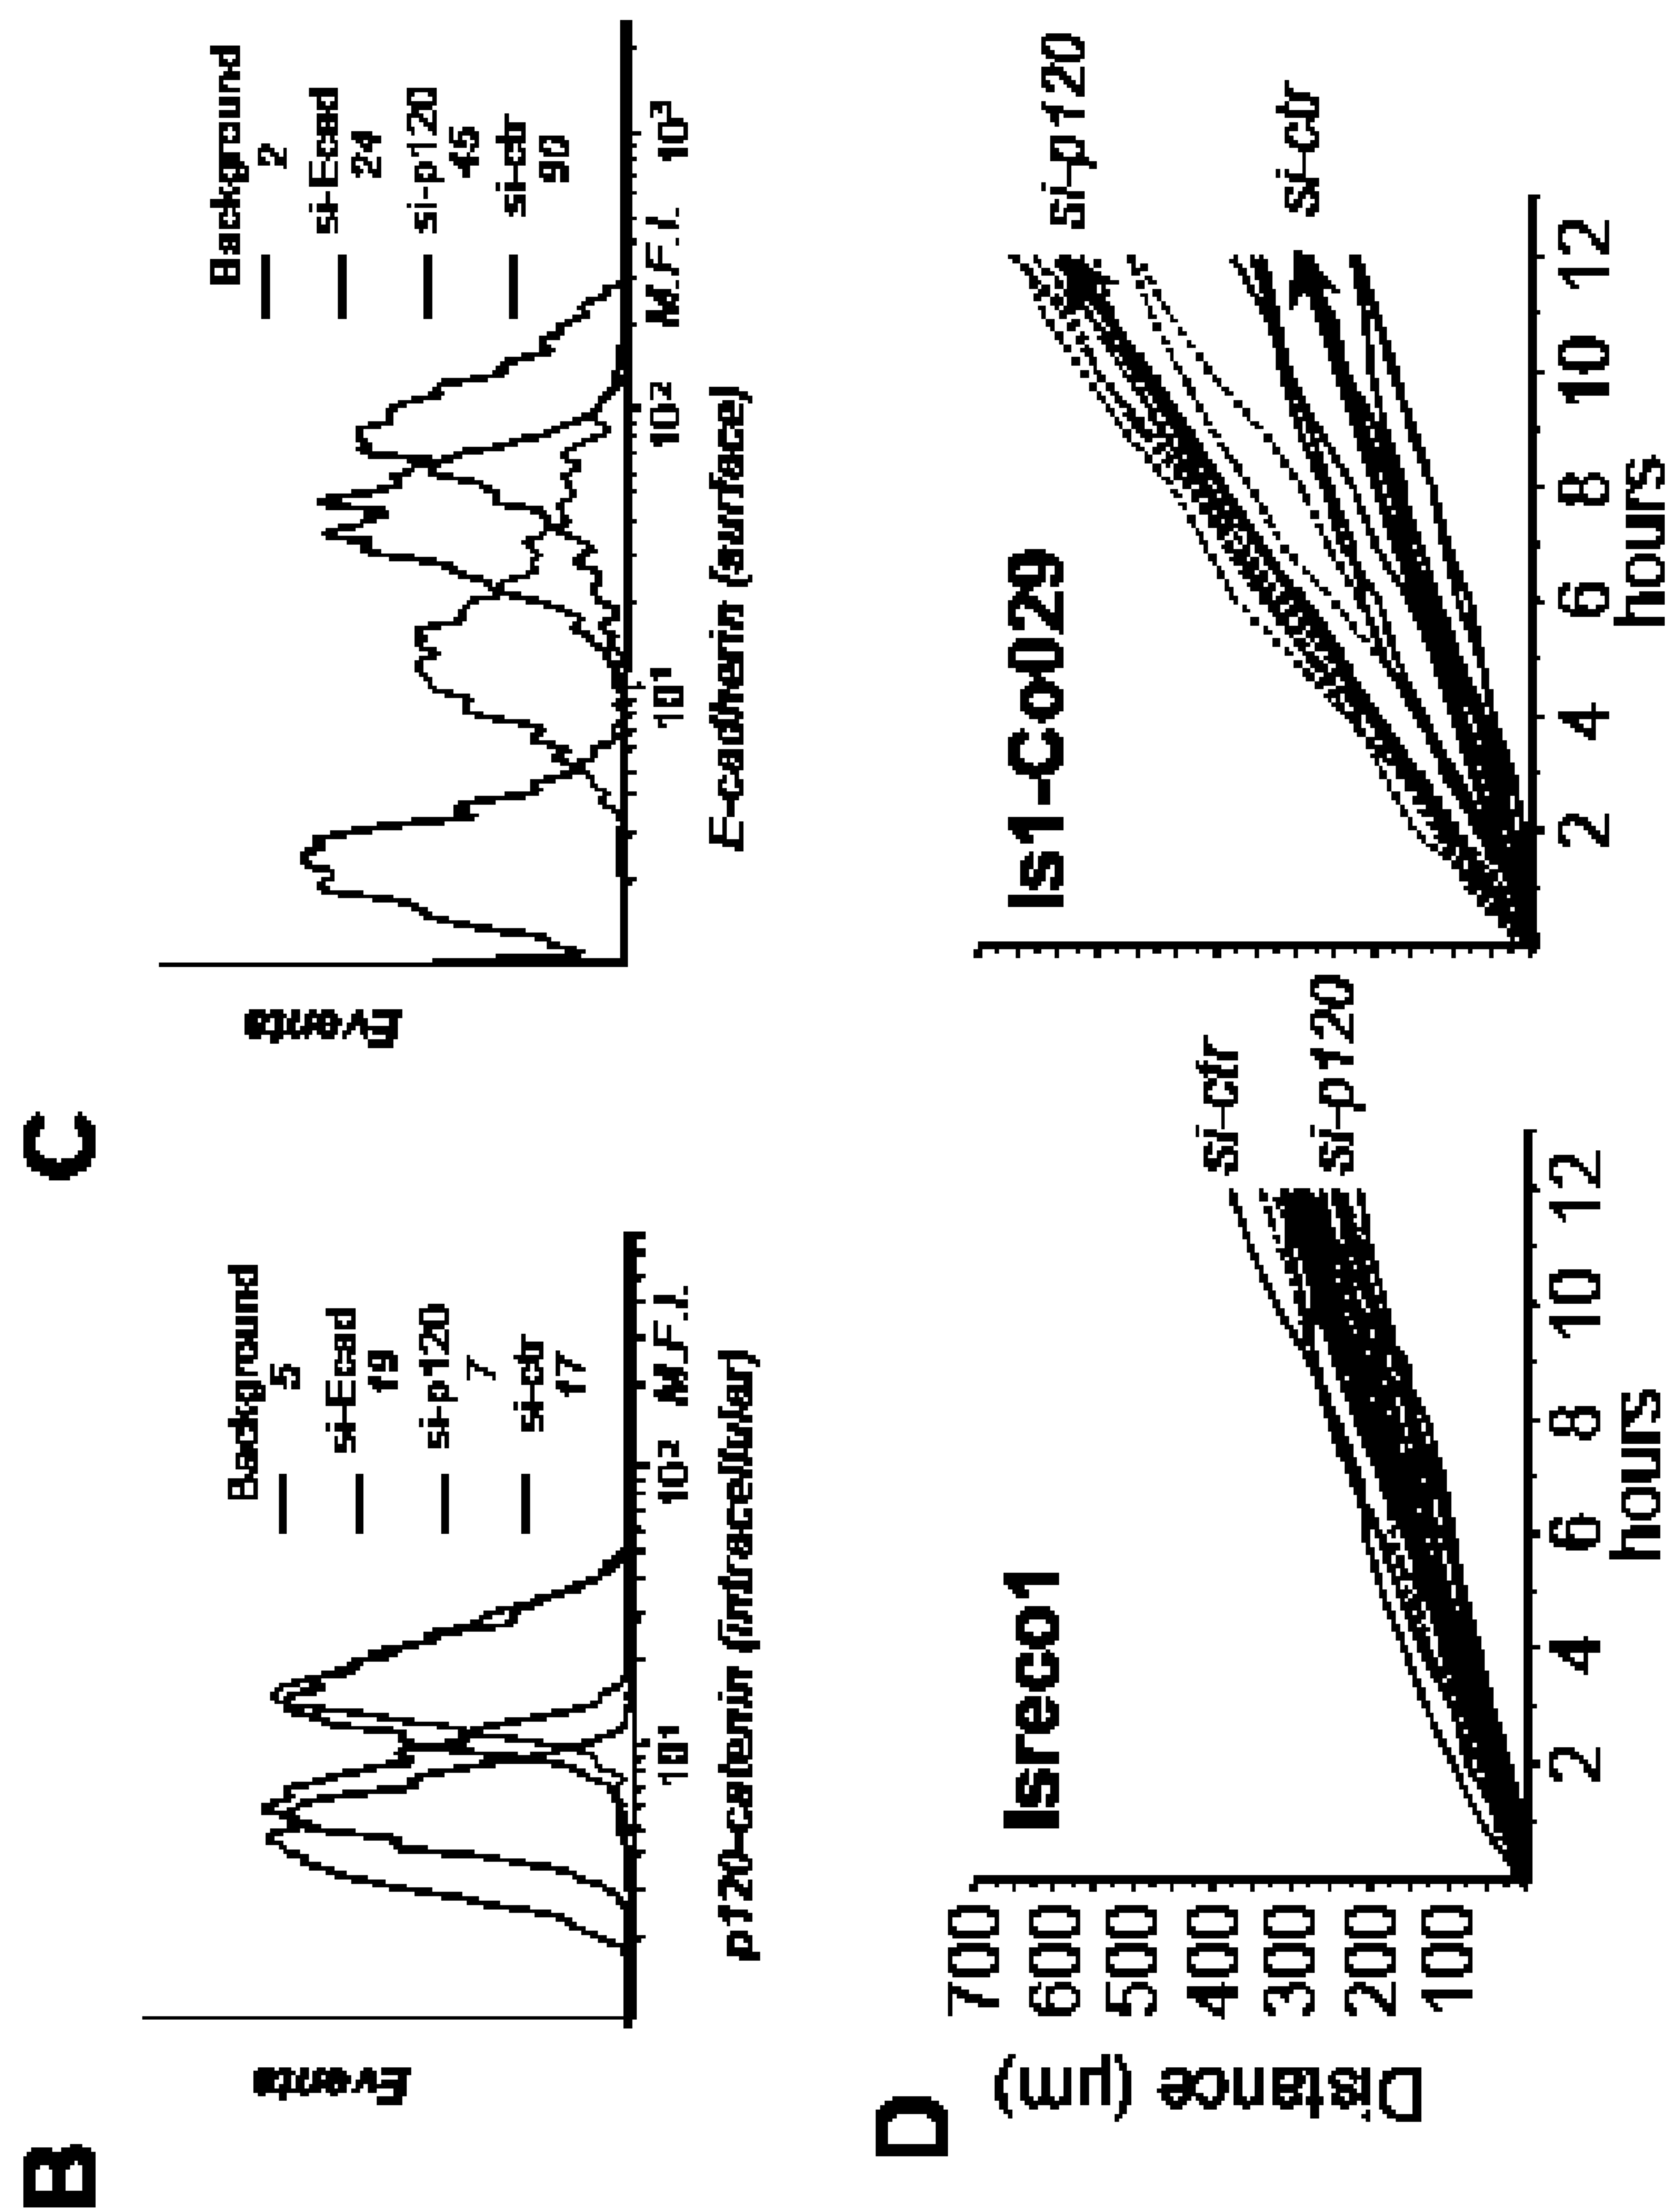 B
Events
Background
5
si-Ecad
19
si-p120
7
si-ctr
17
10¹
10²
M.F.I.
p120-catenin (intracellular)
C
Events
Background
2
si-Ecad
24
si-p120
45
si-ctr
90
10¹
10²
10³
M.F.I.
E-cadherin (surface)
D
Distance (µm)
700
600
500
400
300
200
100
Isreco1
si-ctr
si-p120
2 4 6 8 10 12
hours
Is1-Co029
si-p120
si-ctr
2 4 6 8 10 12
hours